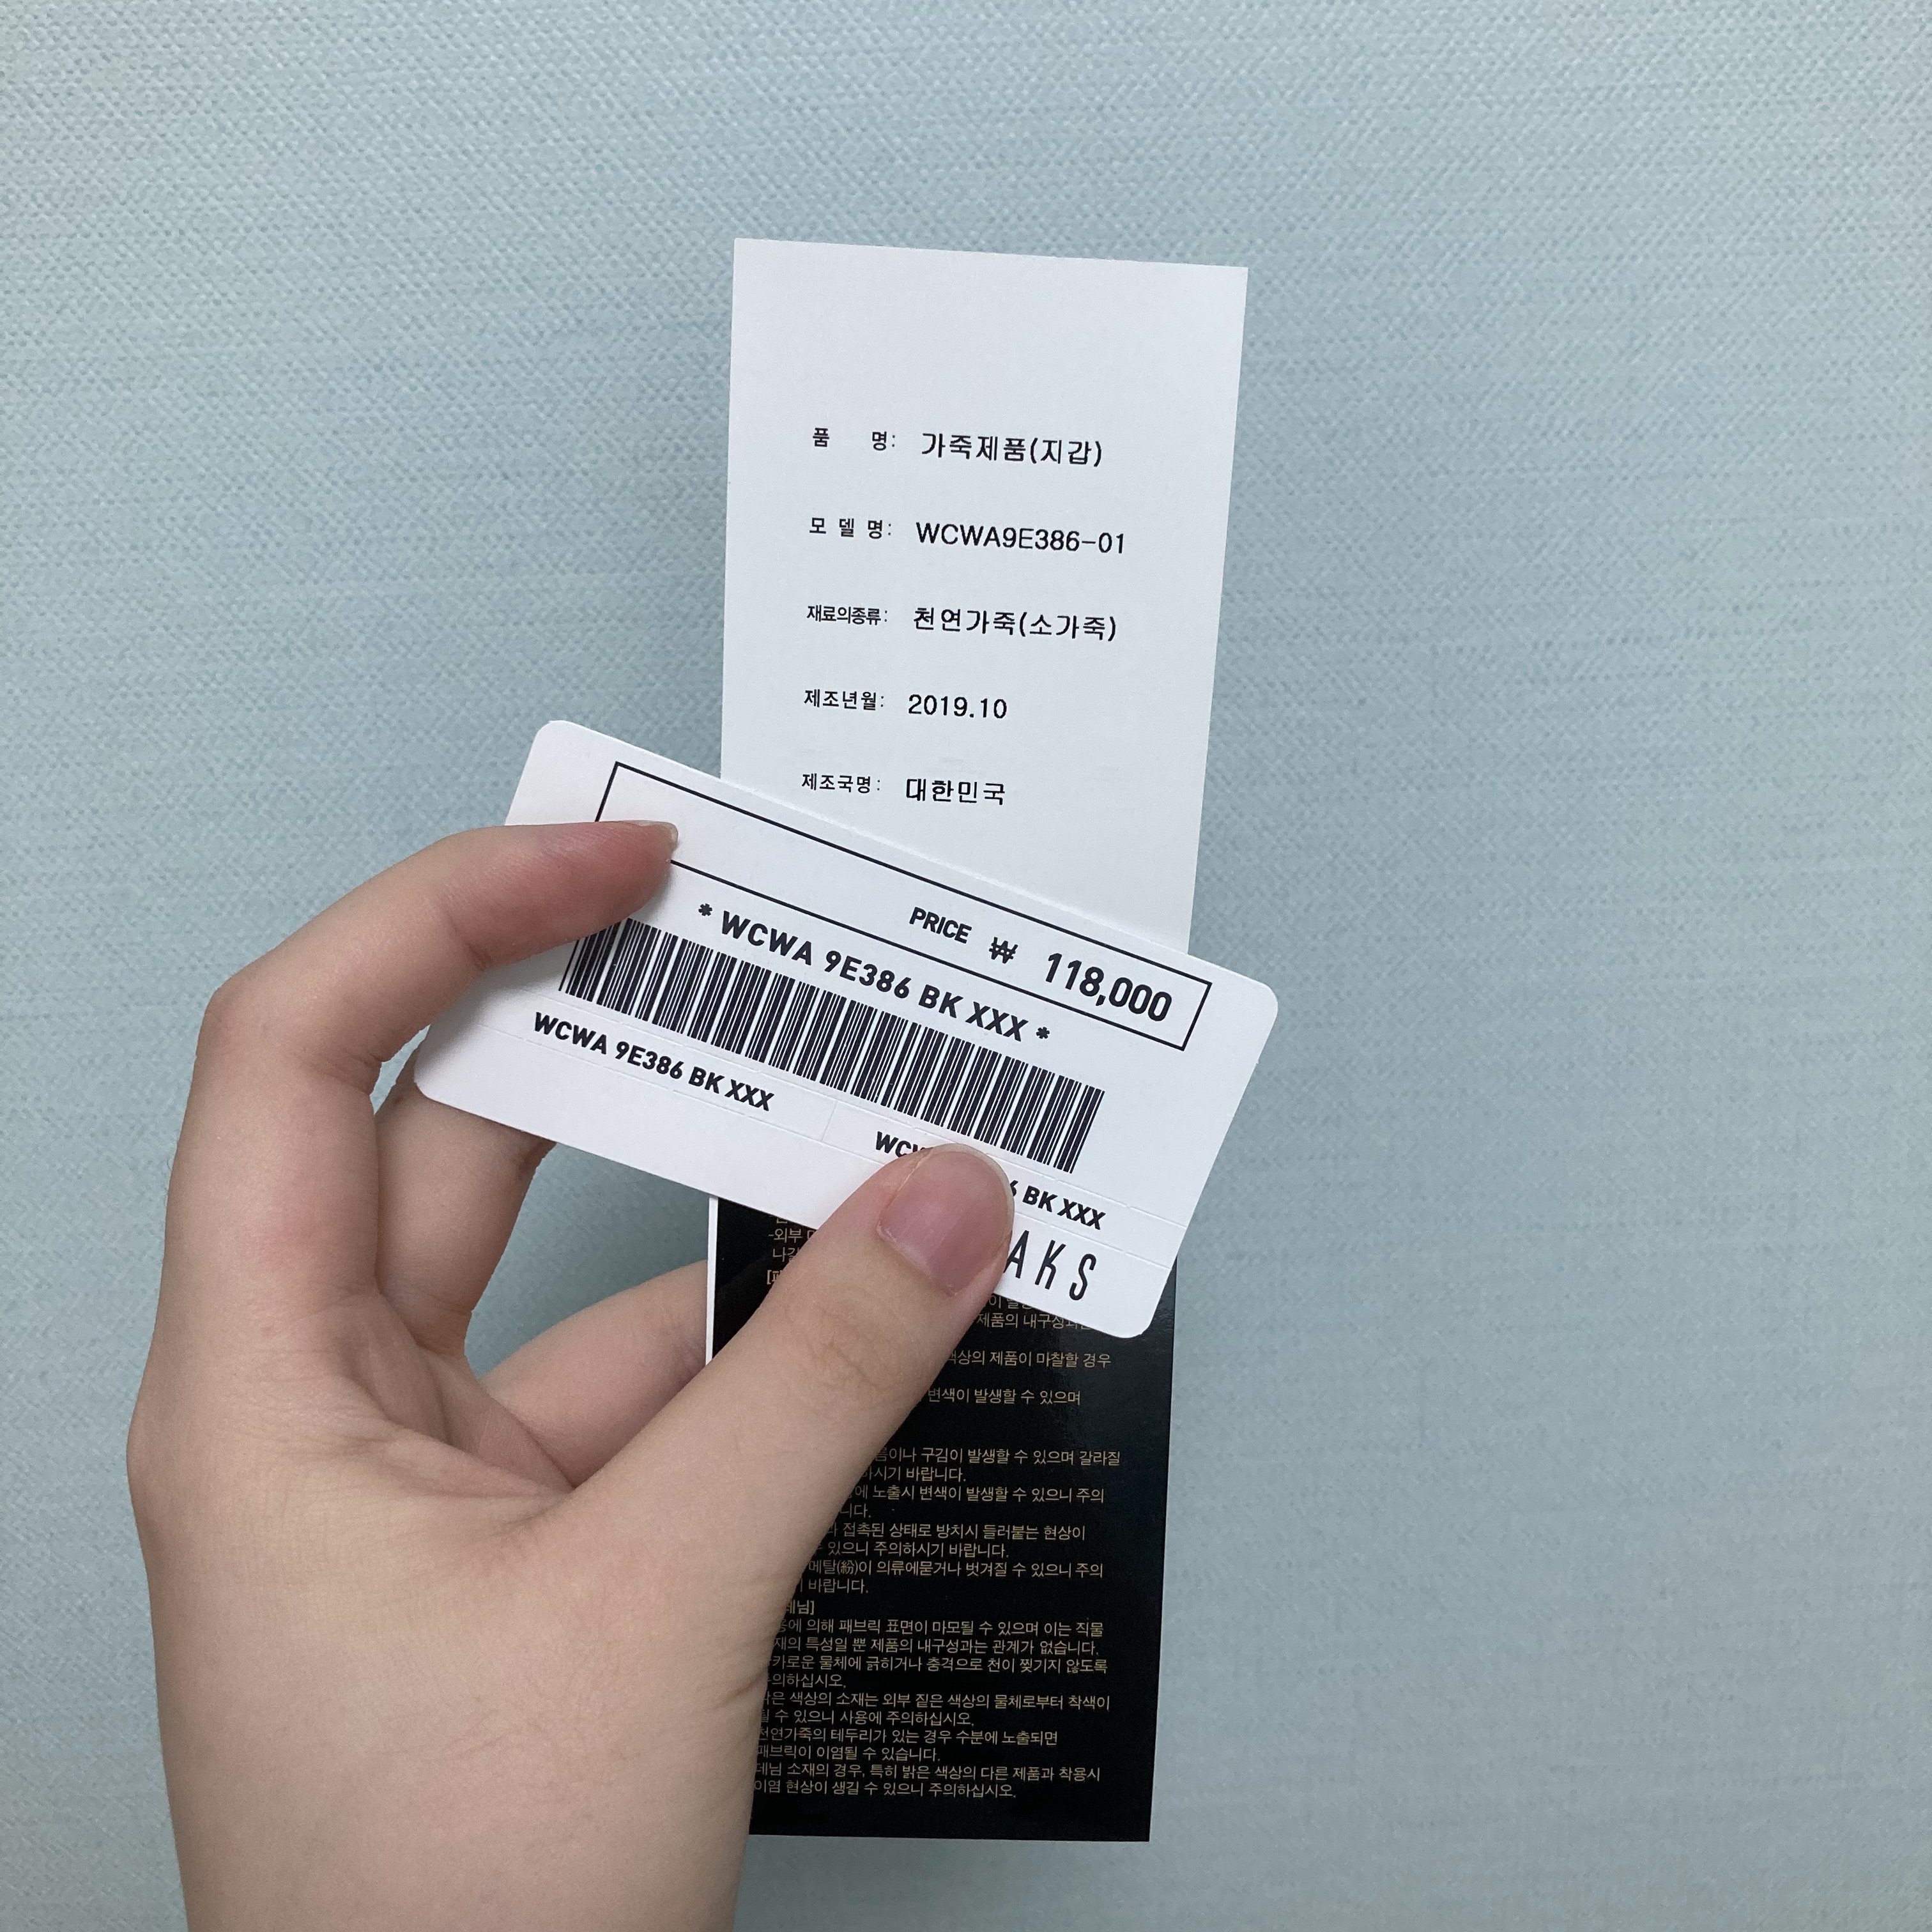 품 명: 가죽제품(지갑)
모 델 명: WCWA9E386-01
재료의종류: 천연가죽(소가죽)
제조년월: 2019.10
제조국명: 대한민국
PRICE ₩ 118,000
* WCWA 9E386 BK XXX *
WCWA 9E386 BK XXX
BK XXX
AKS
-외부
제품의 내구성과는
색상의 제품이 마찰할 경우
변색이 발생할 수 있으며
구김이 발생할 수 있으며 갈라질
하시기 바랍니다.
에 노출시 변색이 발생할 수 있으니 주의
니다.
접촉된 상태로 방치시 들러붙는 현상이
있으니 주의하시기 바랍니다.
메탈(紛)이 의류에묻거나 벗겨질 수 있으니 주의
바랍니다.
데님]
에 의해 패브릭 표면이 마모될 수 있으며 이는 직물
재의 특성일 뿐 제품의 내구성과는 관계가 없습니다.
카로운 물체에 긁히거나 충격으로 천이 찢기지 않도록
의하십시오.
은 색상의 소재는 외부 짙은 색상의 물체로부터 착색이
될 수 있으니 사용에 주의하십시오.
천연가죽의 테두리가 있는 경우 수분에 노출되면
패브릭이 이염될 수 있습니다.
데님 소재의 경우, 특히 밝은 색상의 다른 제품과 착용시
이염 현상이 생길 수 있으니 주의하십시오.